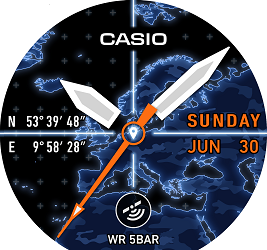 CASIO
N 53°39'48" SUNDAY
E 9°58'28" JUN 30
WR 5BAR